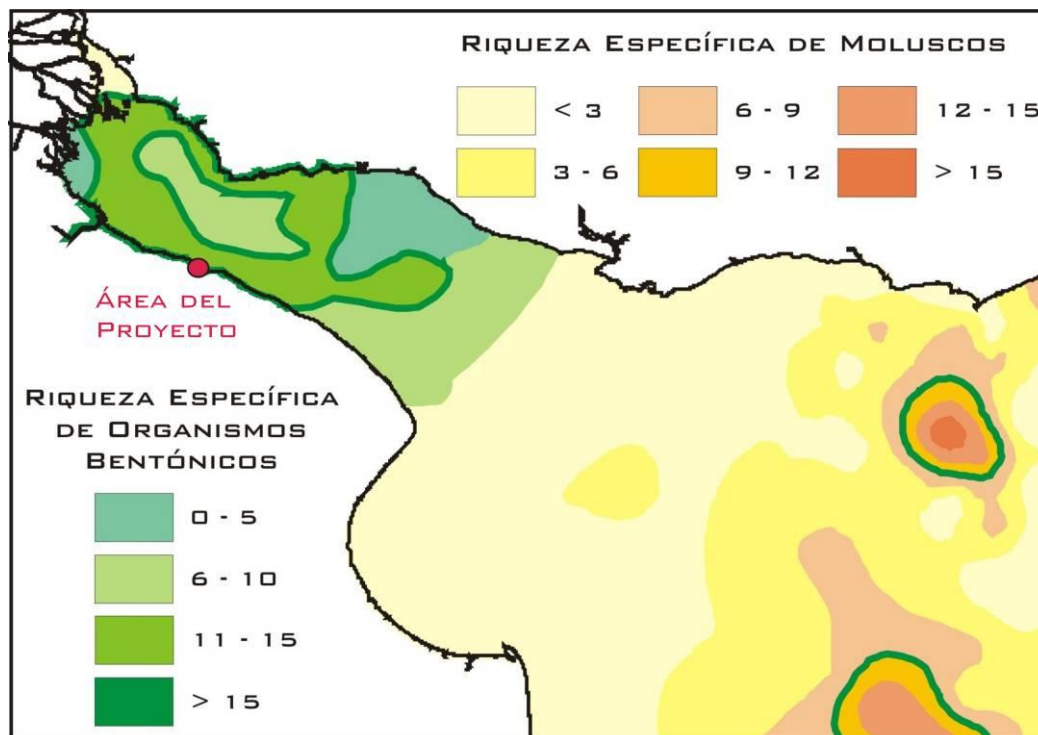 RIQUEZA ESPECÍFICA DE MOLUSCOS
< 3
6 - 9
12 - 15
3 - 6
9 - 12
> 15
ÁREA DEL
PROYECTO
RIQUEZA ESPECÍFICA
DE ORGANISMOS
BENTÓNICOS
0 - 5
6 - 10
11 - 15
> 15